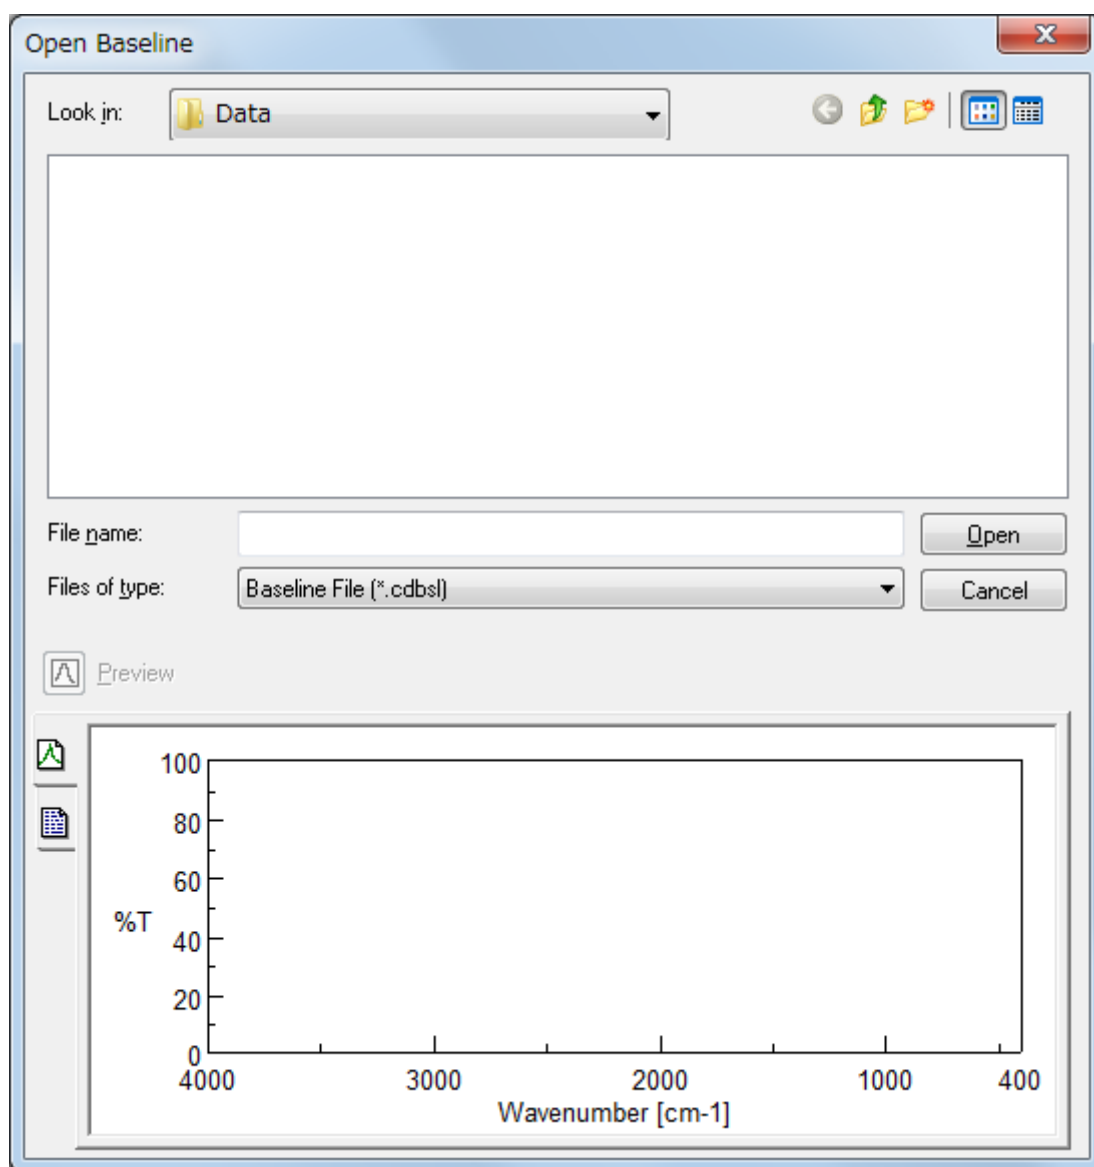 Open Baseline
Look in: Data
File name: Open
Files of type: Baseline File (*.cdbsl) Cancel
Preview
100
80
60
%T
40
20
0
4000 3000 2000 1000 400
Wavenumber [cm-1]